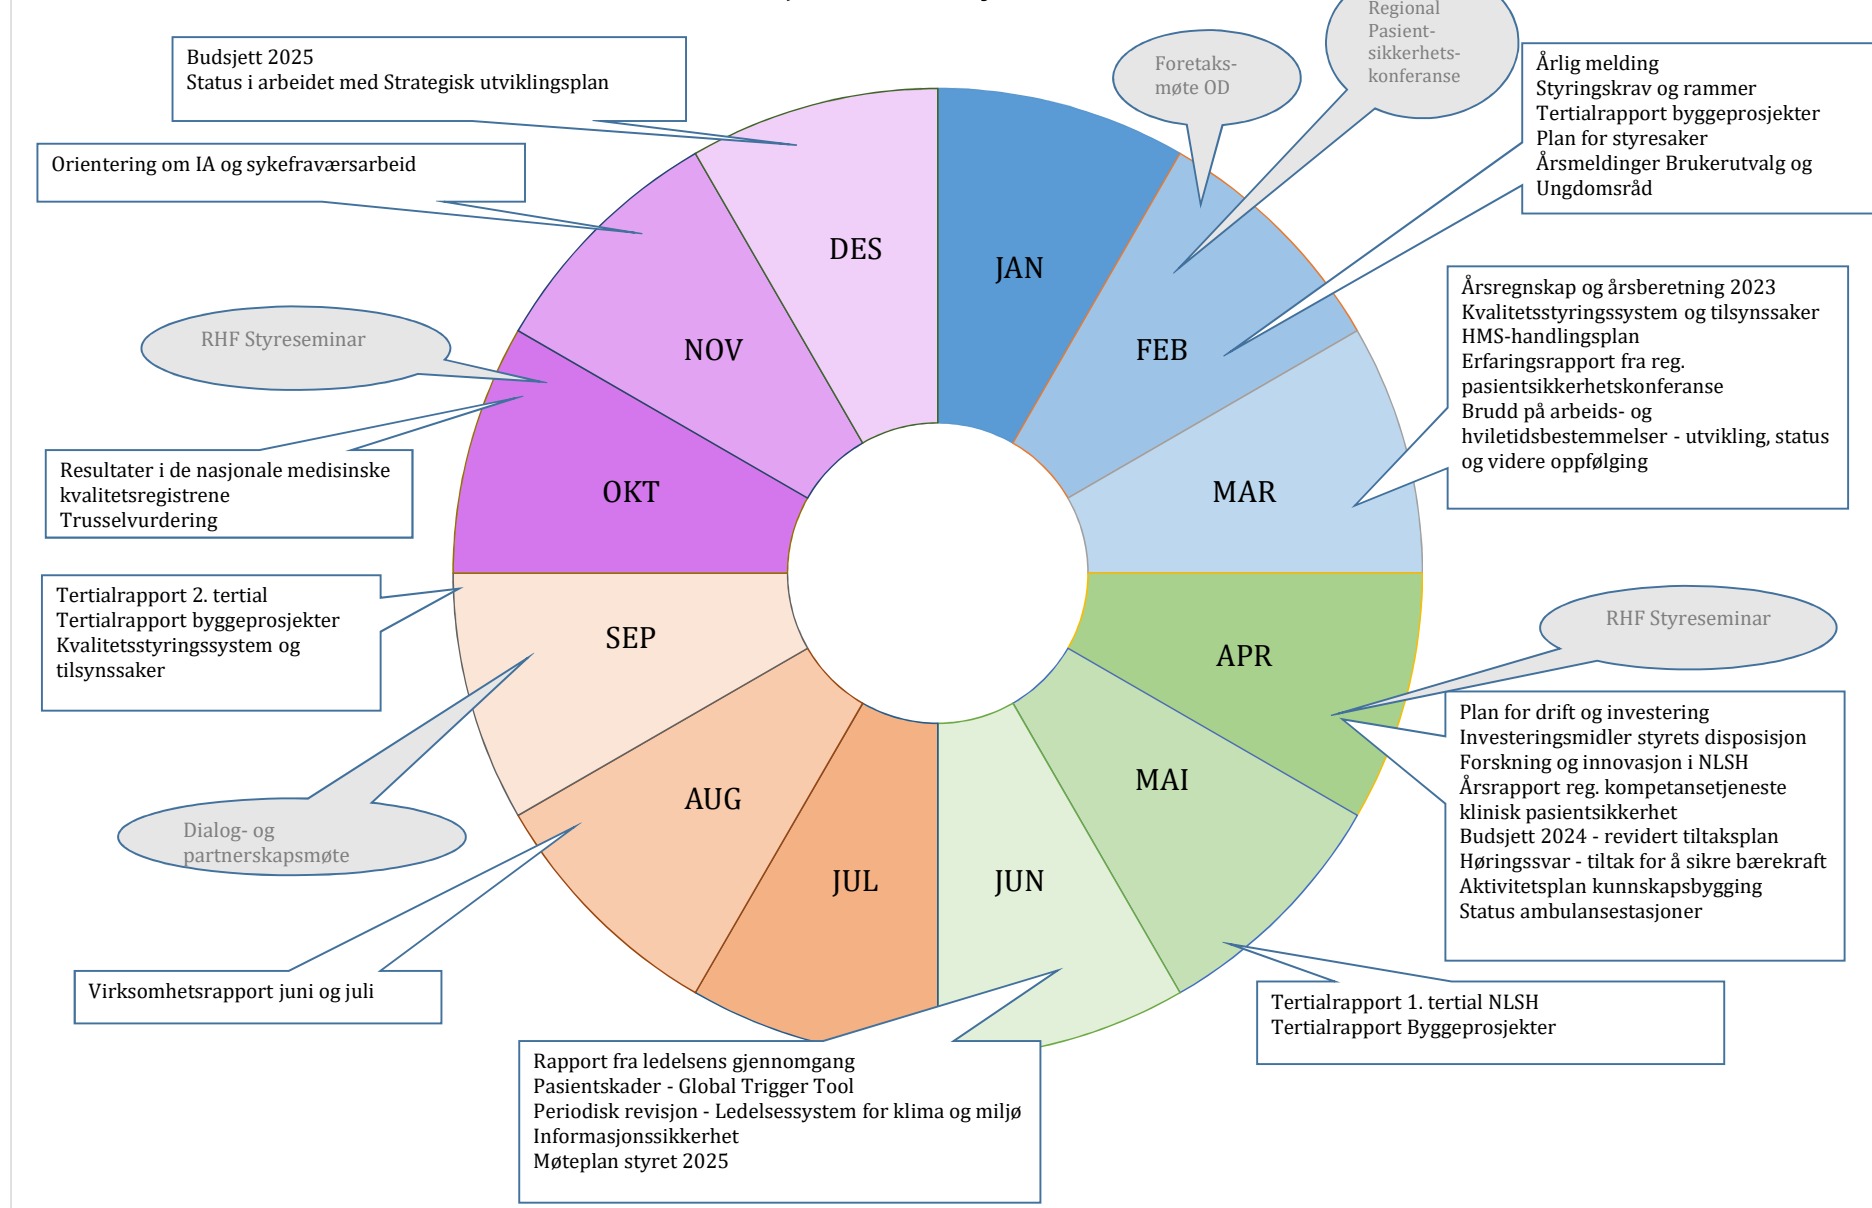 Regional
Pasient-
sikkerhets-
konferanse
Foretaks-
møte OD
Budsjett 2025
Status i arbeidet med Strategisk utviklingsplan
Årlig melding
Styringskrav og rammer
Tertialrapport byggeprosjekter
Plan for styresaker
Årsmeldinger Brukerutvalg og
Ungdomsråd
Orientering om IA og sykefraværsarbeid
DES
JAN
NOV
FEB
Årsregnskap og årsberetning 2023
Kvalitetsstyringssystem og tilsynssaker
HMS-handlingsplan
Erfaringsrapport fra reg.
pasientsikkerhetskonferanse
Brudd på arbeids- og
hviletidsbestemmelser - utvikling, status
og videre oppfølging
RHF Styreseminar
OKT
MAR
Resultater i de nasjonale medisinske
kvalitetsregistrene
Trusselvurdering
Tertialrapport 2. tertial
Tertialrapport byggeprosjekter
Kvalitetsstyringssystem og
tilsynssaker
SEP
APR
RHF Styreseminar
Plan for drift og investering
Investeringsmidler styrets disposisjon
Forskning og innovasjon i NLSH
Årsrapport reg. kompetansetjeneste
klinisk pasientsikkerhet
Budsjett 2024 - revidert tiltaksplan
Høringssvar - tiltak for å sikre bærekraft
Aktivitetsplan kunnskapsbygging
Status ambulansestasjoner
Dialog- og
partnerskapsmøte
AUG
MAI
JUL
JUN
Virksomhetsrapport juni og juli
Tertialrapport 1. tertial NLSH
Tertialrapport Byggeprosjekter
Rapport fra ledelsens gjennomgang
Pasientskader - Global Trigger Tool
Periodisk revisjon - Ledelsessystem for klima og miljø
Informasjonssikkerhet
Møteplan styret 2025